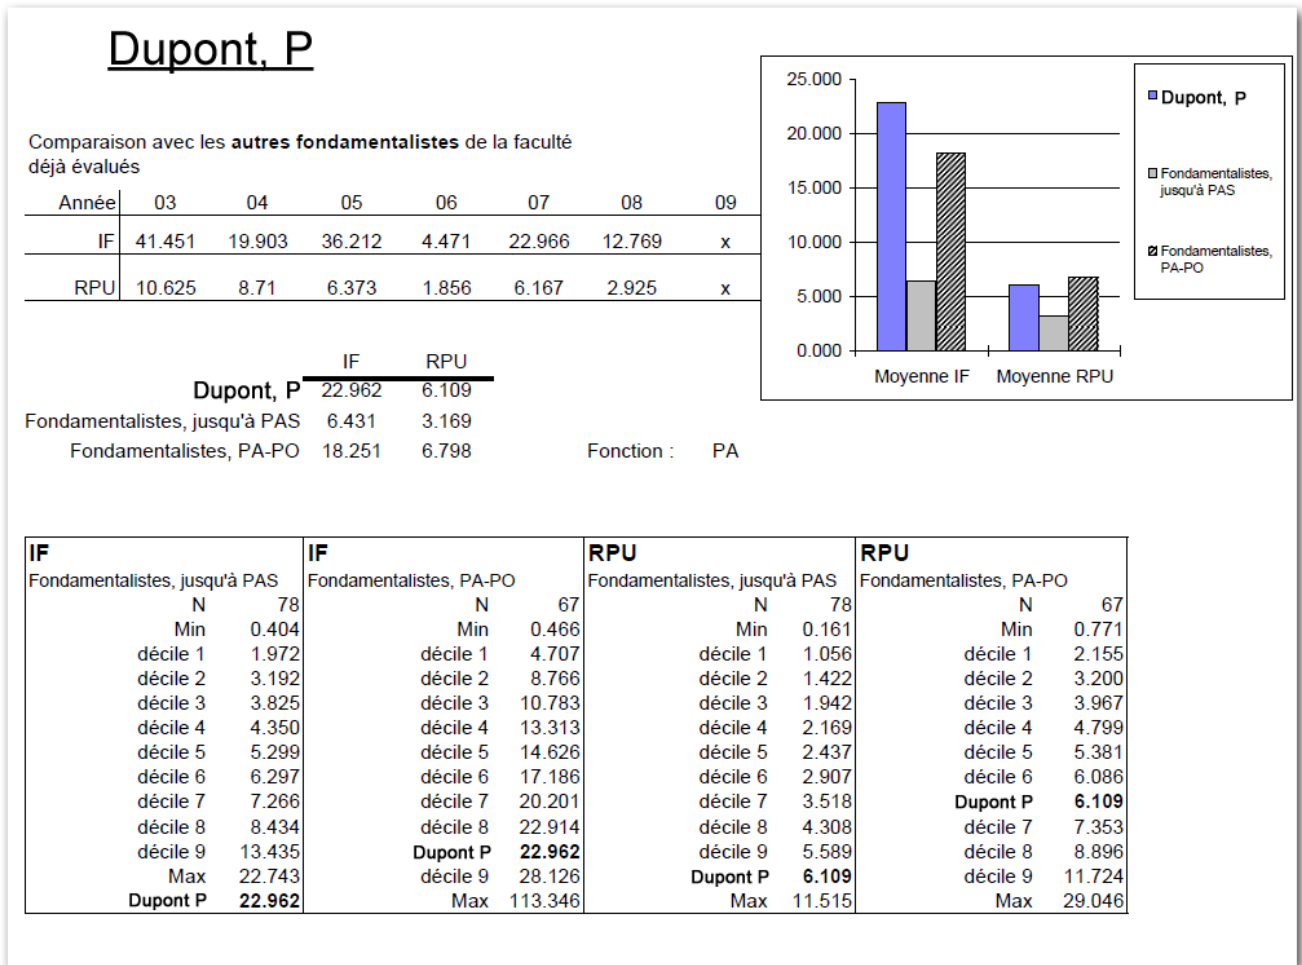 Dupont, P
Comparaison avec les autres fondamentalistes de la faculté
déjà évalués
Année 03 04 05 06 07 08 09
IF 41.451 19.903 36.212 4.471 22.966 12.769 x
RPU 10.625 8.71 6.373 1.856 6.167 2.925 x
25.000
20.000
15.000
10.000
5.000
0.000
Moyenne IF Moyenne RPU
Dupont, P
Fondamentalistes,
jusqu'à PAS
Fondamentalistes,
PA-PO
IF RPU
Dupont, P 22.962 6.109
Fondamentalistes, jusqu'à PAS 6.431 3.169
Fondamentalistes, PA-PO 18.251 6.798 Fonction : PA
IF
Fondamentalistes, jusqu'à PAS
N 78
Min 0.404
décile 1 1.972
décile 2 3.192
décile 3 3.825
décile 4 4.350
décile 5 5.299
décile 6 6.297
décile 7 7.266
décile 8 8.434
décile 9 13.435
Max 22.743
Dupont P 22.962
IF
Fondamentalistes, PA-PO
N 67
Min 0.466
décile 1 4.707
décile 2 8.766
décile 3 10.783
décile 4 13.313
décile 5 14.626
décile 6 17.186
décile 7 20.201
décile 8 22.914
Dupont P 22.962
décile 9 28.126
Max 113.346
RPU
Fondamentalistes, jusqu'à PAS
N 78
Min 0.161
décile 1 1.056
décile 2 1.422
décile 3 1.942
décile 4 2.169
décile 5 2.437
décile 6 2.907
décile 7 3.518
décile 8 4.308
décile 9 5.589
Dupont P 6.109
Max 11.515
RPU
Fondamentalistes, PA-PO
N 67
Min 0.771
décile 1 2.155
décile 2 3.200
décile 3 3.967
décile 4 4.799
décile 5 5.381
décile 6 6.086
Dupont P 6.109
décile 7 7.353
décile 8 8.896
décile 9 11.724
Max 29.046